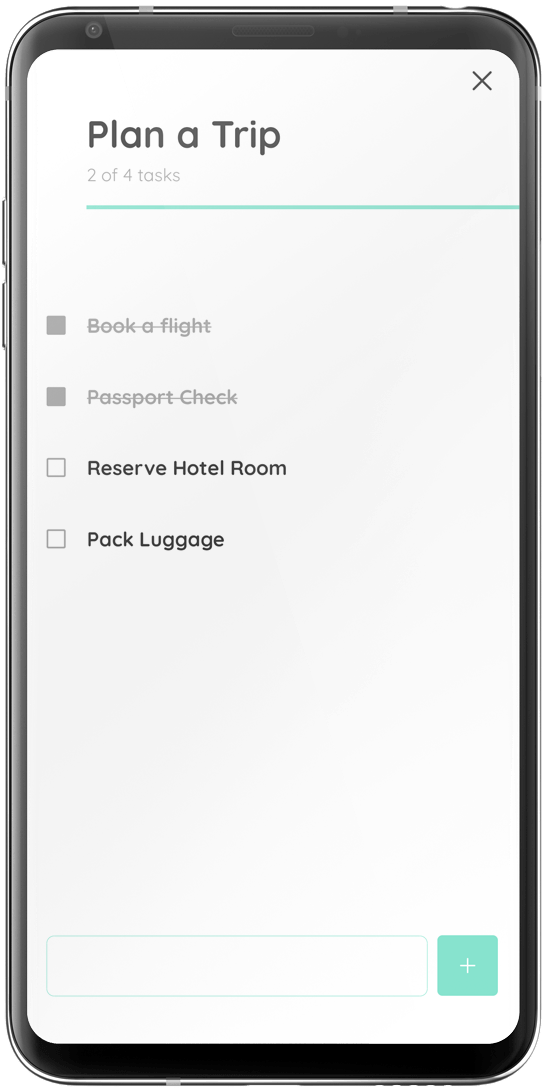 Plan a Trip
2 of 4 tasks
Book a flight
Passport Check
Reserve Hotel Room
Pack Luggage
+